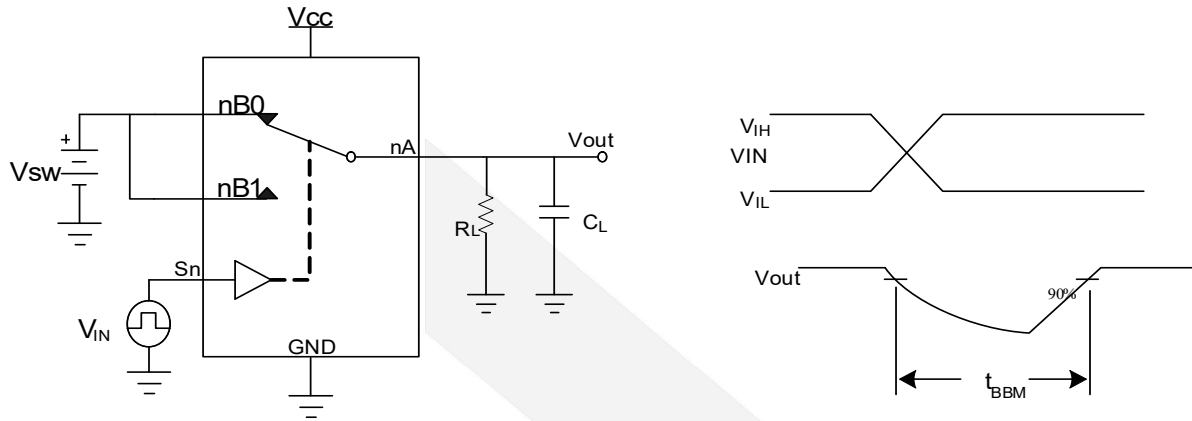 Vcc
nB0
+
Vsw
nB1
Sn
VIN
GND
nA
Vout
RL
CL
VIH
VIN
VIL
Vout
90%
tBBM